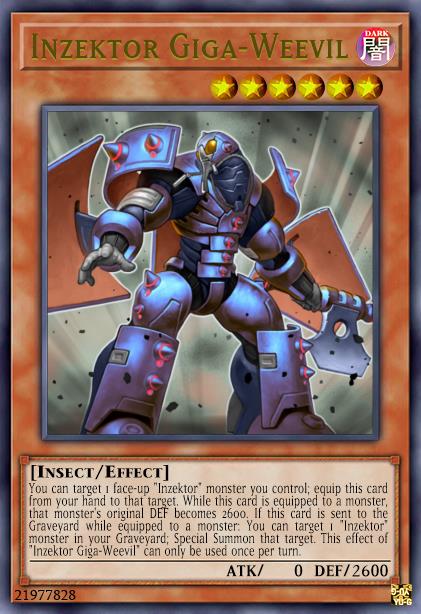 Inzektor Giga-Weevil
DARK
闇
[Insect/Effect]
You can target 1 face-up "Inzektor" monster you control; equip this card
from your hand to that target. While this card is equipped to a monster,
that monster's original DEF becomes 2600. If this card is sent to the
Graveyard while equipped to a monster: You can target 1 "Inzektor"
monster in your Graveyard; Special Summon that target. This effect of
"Inzektor Giga-Weevil" can only be used once per turn.
ATK/ 0 DEF/2600
21977828